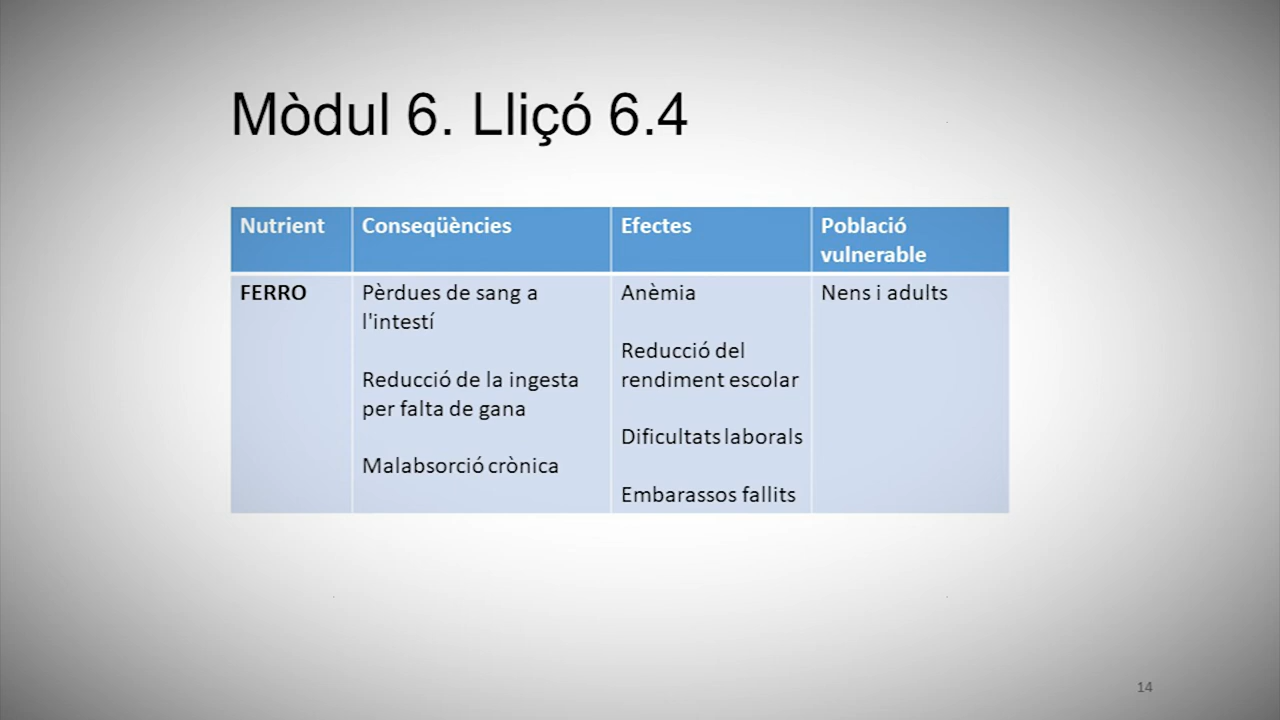 Mòdul 6. Lliçó 6.4
Nutrient
Conseqüències
Efectes
Població
vulnerable
FERRO
Pèrdues de sang a
l'intestí
Reducció de la ingesta
per falta de gana
Malabsorció crònica
Anèmia
Reducció del
rendiment escolar
Dificultats laborals
Embarassos fallits
Nens i adults
14